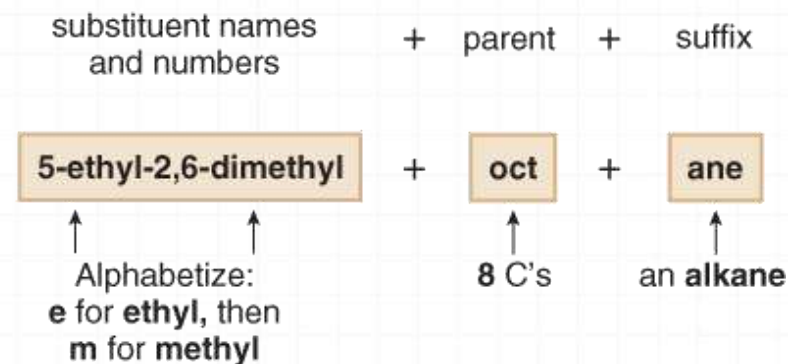 substituent names + parent + suffix
and numbers
5-ethyl-2,6-dimethyl + oct + ane
Alphabetize: 8 C's an alkane
e for ethyl, then
m for methyl